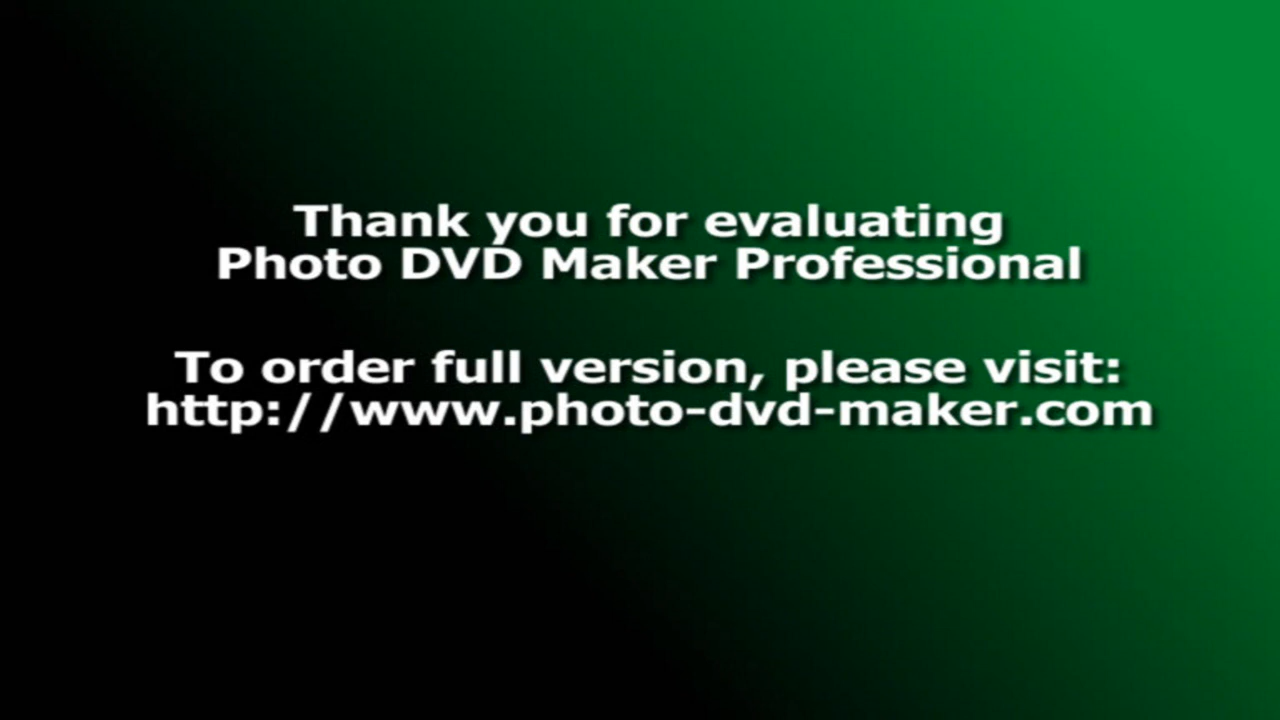 Thank you for evaluating
Photo DVD Maker Professional
To order full version, please visit:
http://www.photo-dvd-maker.com